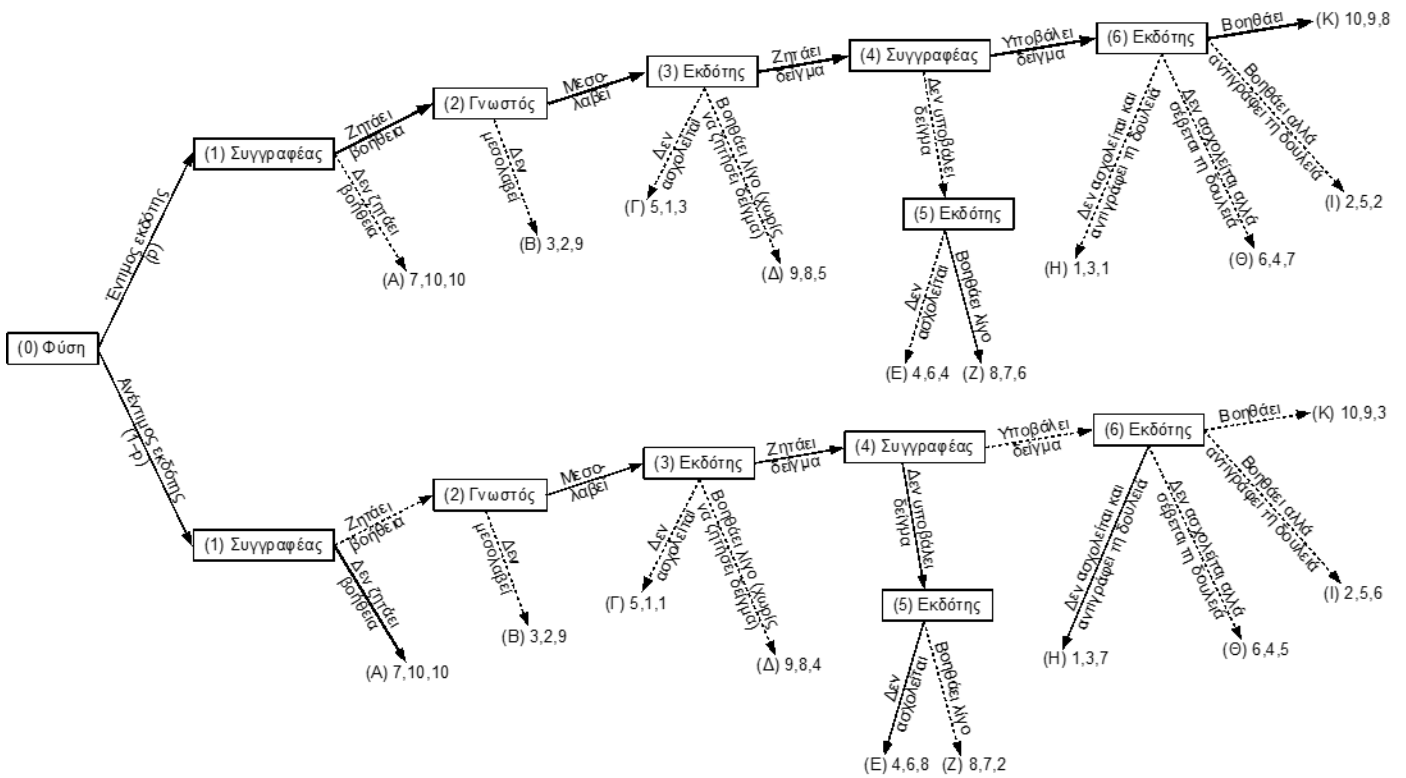 (0) Φύση
Έντιμος εκδότης
(p)
(1) Συγγραφέας
Ζητάει
βοήθεια
Δεν ζητάει
βοήθεια
(Α) 7,10,10
(2) Γνωστός
Μεσο-
λαβεί
Δεν
μεσολαβεί
(Β) 3,2,9
(3) Εκδότης
Ζητάει
δείγμα
Δεν
ασχολείται
(Γ) 5,1,3
Βοηθάει λίγο (χωρίς
να ζητήσει δείγμα)
(Δ) 9,8,5
(4) Συγγραφέας
Υποβάλει
δείγμα
Δεν υποβάλει
δείγμα
(5) Εκδότης
Δεν
ασχολείται
(Ε) 4,6,4
Βοηθάει λίγο
(Ζ) 8,7,6
(6) Εκδότης
Βοηθάει
(Κ) 10,9,8
Δεν ασχολείται και
αντιγράφει τη δουλειά
(Η) 1,3,1
Δεν ασχολείται αλλά
σέβεται τη δουλειά
(Θ) 6,4,7
Βοηθάει αλλά
αντιγράφει τη δουλειά
(Ι) 2,5,2
Ανέντιμος εκδότης
(1-p)
(1) Συγγραφέας
Ζητάει
βοήθεια
Δεν ζητάει
βοήθεια
(Α) 7,10,10
(2) Γνωστός
Μεσο-
λαβεί
Δεν
μεσολαβεί
(Β) 3,2,9
(3) Εκδότης
Ζητάει
δείγμα
Δεν
ασχολείται
(Γ) 5,1,1
Βοηθάει λίγο (χωρίς
να ζητήσει δείγμα)
(Δ) 9,8,4
(4) Συγγραφέας
Υποβάλει
δείγμα
Δεν υποβάλει
δείγμα
(5) Εκδότης
Δεν
ασχολείται
(Ε) 4,6,8
Βοηθάει λίγο
(Ζ) 8,7,2
(6) Εκδότης
Βοηθάει
(Κ) 10,9,3
Δεν ασχολείται και
αντιγράφει τη δουλειά
(Η) 1,3,7
Δεν ασχολείται αλλά
σέβεται τη δουλειά
(Θ) 6,4,5
Βοηθάει αλλά
αντιγράφει τη δουλειά
(Ι) 2,5,6